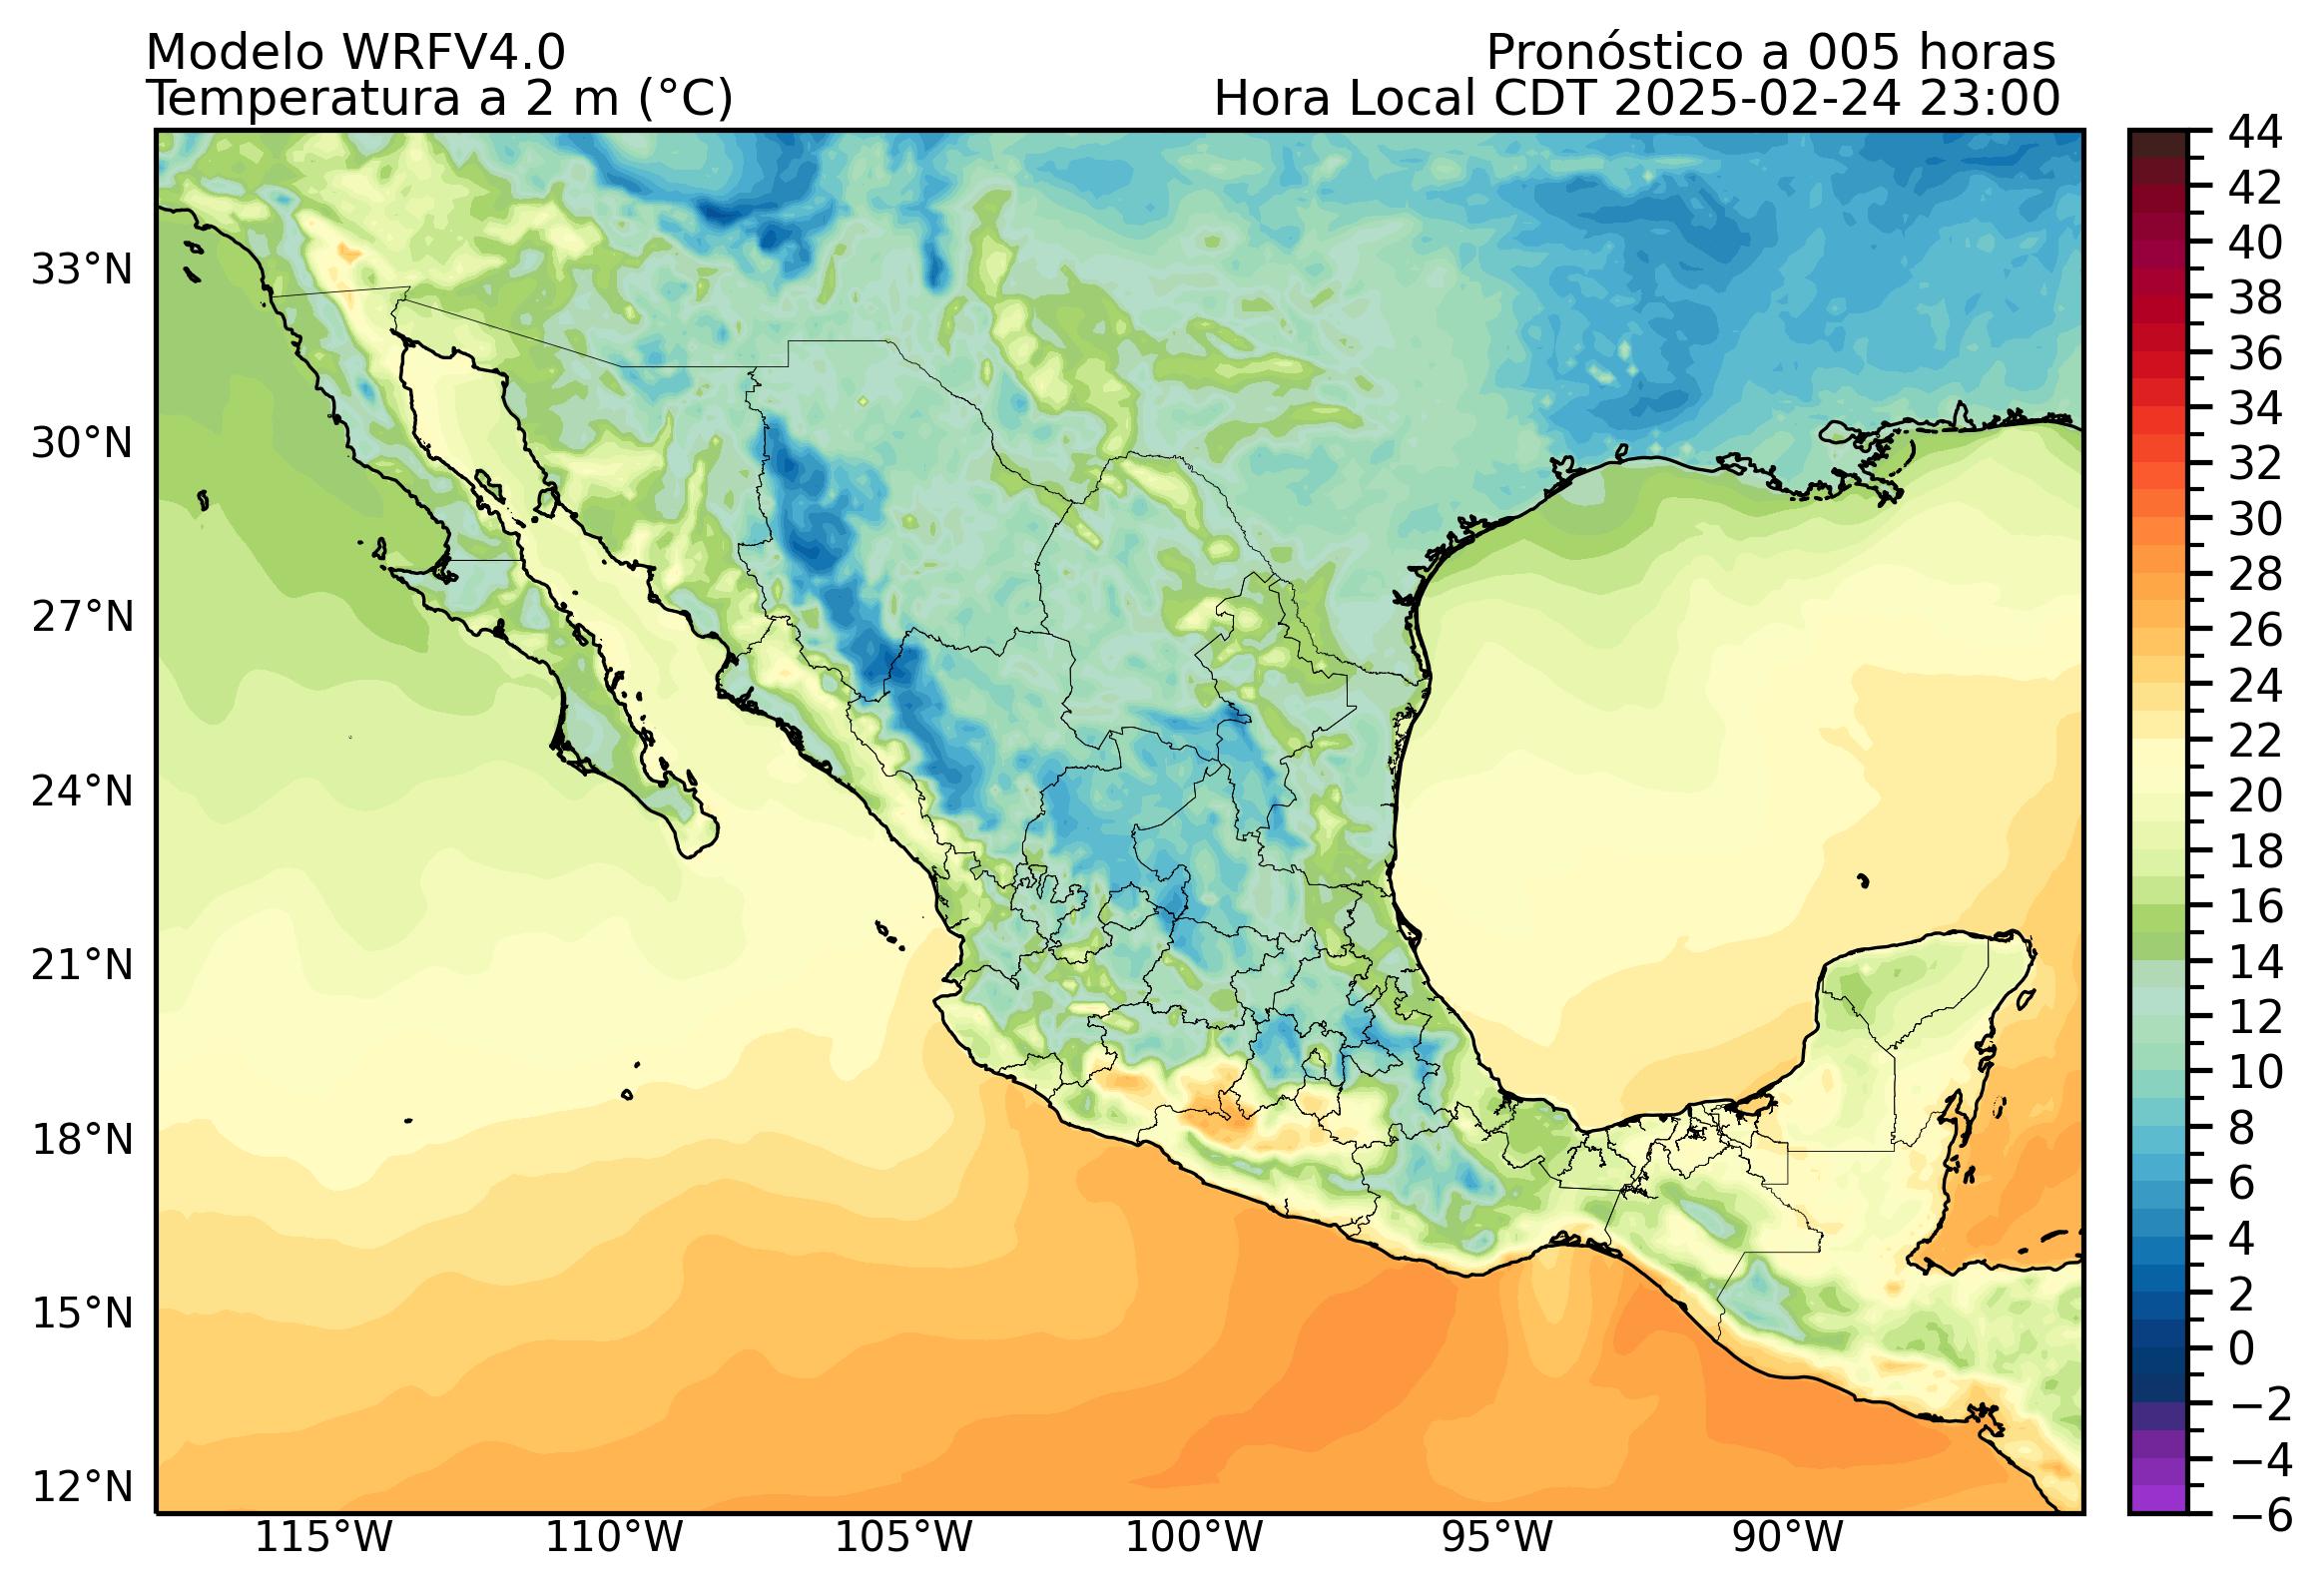 Modelo WRFV4.0
Pronóstico a 005 horas
Temperatura a 2 m (°C)
Hora Local CDT 2025-02-24 23:00
33°N
30°N
27°N
24°N
21°N
18°N
15°N
12°N
115°W
110°W
105°W
100°W
95°W
90°W
44
42
40
38
36
34
32
30
28
26
24
22
20
18
16
14
12
10
8
6
4
2
0
−2
−4
−6